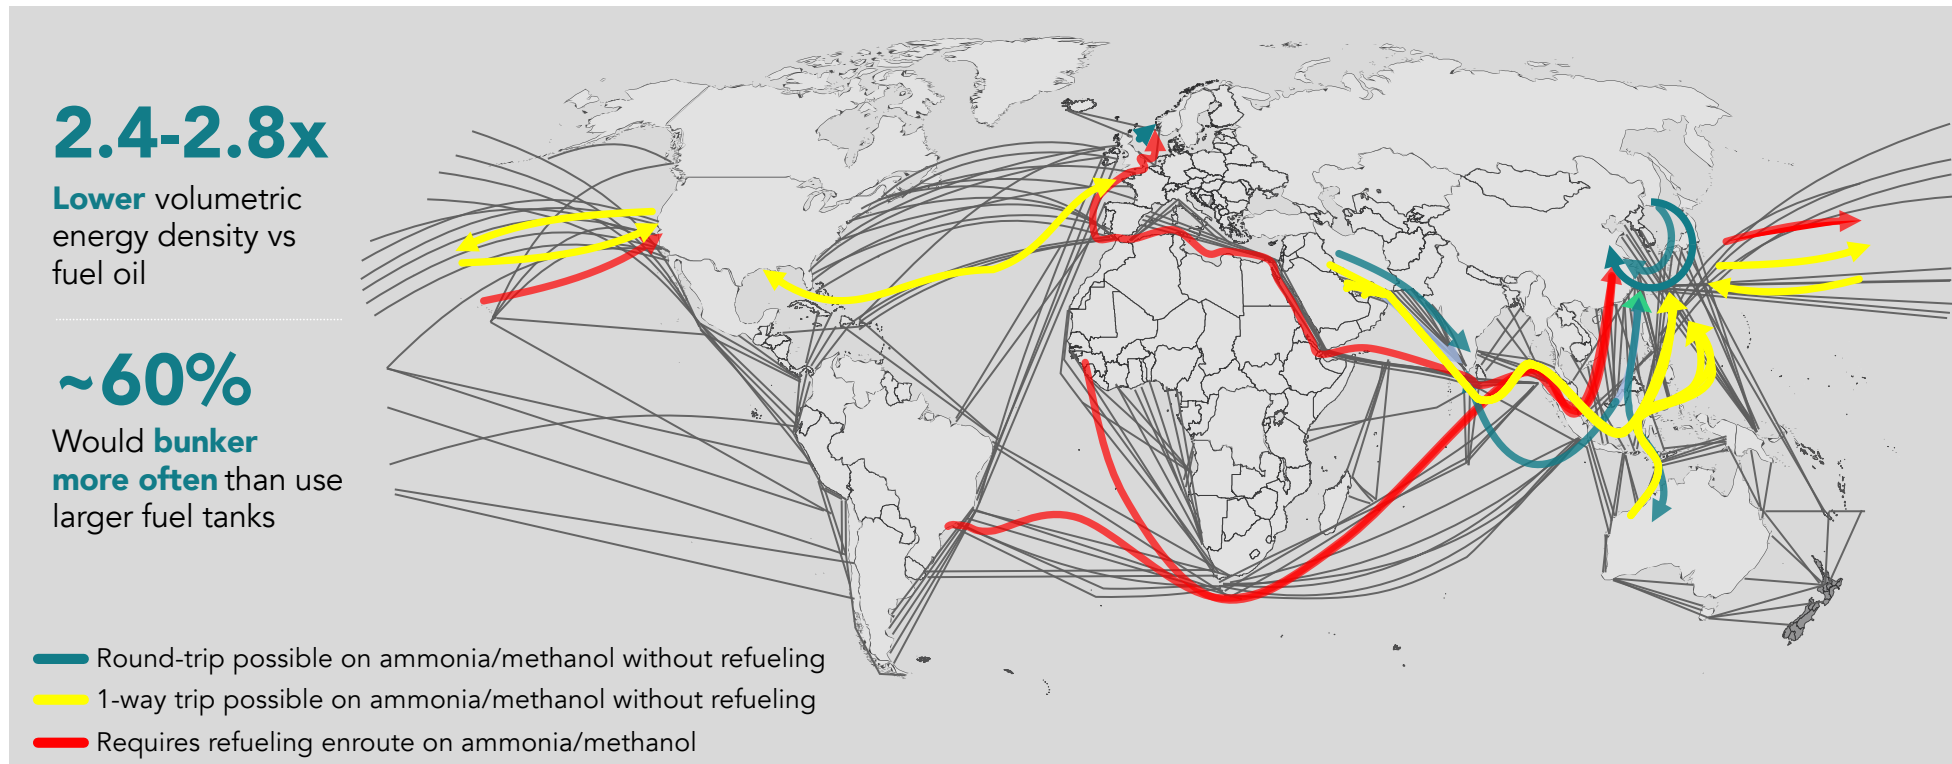 2.4-2.8x
Lower volumetric
energy density vs
fuel oil
~60%
Would bunker
more often than use
larger fuel tanks
Round-trip possible on ammonia/methanol without refueling
1-way trip possible on ammonia/methanol without refueling
Requires refueling enroute on ammonia/methanol